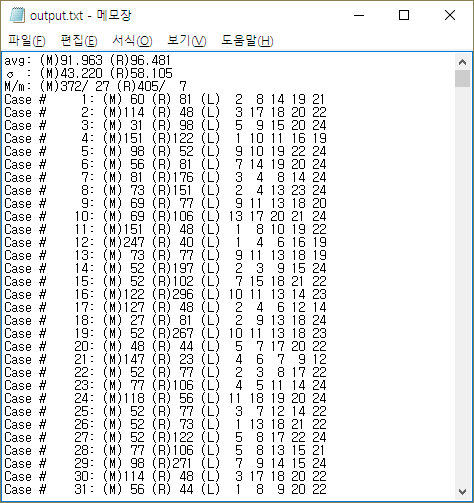 output.txt - 메모장
파일(F) 편집(E) 서식(O) 보기(V) 도움말(H)
avg: (M)91.963 (R)96.481
σ  : (M)43.220 (R)58.105
M/m: (M)372/ 27 (R)405/  7
Case #     1: (M) 60 (R) 81 (L)  2  8 14 19 21
Case #     2: (M)114 (R) 48 (L)  3 17 18 20 22
Case #     3: (M) 31 (R) 98 (L)  5  9 15 20 24
Case #     4: (M)151 (R)122 (L)  1 10 11 16 19
Case #     5: (M) 98 (R) 52 (L)  9 10 19 22 24
Case #     6: (M) 56 (R) 81 (L)  7 14 19 20 24
Case #     7: (M) 81 (R)176 (L)  3  4  8 14 24
Case #     8: (M) 73 (R)151 (L)  2  4 13 23 24
Case #     9: (M) 69 (R) 77 (L)  9 11 13 18 20
Case #    10: (M) 69 (R)106 (L) 13 17 20 21 24
Case #    11: (M)151 (R) 48 (L)  1  8 10 19 22
Case #    12: (M)247 (R) 40 (L)  1  4  6 16 19
Case #    13: (M) 73 (R) 77 (L)  9 11 13 18 19
Case #    14: (M) 52 (R)197 (L)  2  3  9 15 24
Case #    15: (M) 52 (R)102 (L)  7 15 18 21 22
Case #    16: (M)122 (R)296 (L) 10 11 13 14 23
Case #    17: (M)127 (R) 48 (L)  2  4  6 12 14
Case #    18: (M) 27 (R) 81 (L)  2  9 13 18 24
Case #    19: (M) 52 (R)267 (L) 10 11 13 18 23
Case #    20: (M) 48 (R) 44 (L)  5  7 17 20 22
Case #    21: (M)147 (R) 23 (L)  4  6  7  9 12
Case #    22: (M) 52 (R) 77 (L)  2  3  8 17 22
Case #    23: (M) 77 (R)106 (L)  4  5 11 14 24
Case #    24: (M)118 (R) 56 (L) 11 18 19 20 24
Case #    25: (M) 52 (R) 77 (L)  3  7 12 14 22
Case #    26: (M) 52 (R) 73 (L)  1 13 18 21 22
Case #    27: (M) 52 (R)122 (L)  5  8 17 22 24
Case #    28: (M) 77 (R)106 (L)  5  8 13 15 21
Case #    29: (M) 98 (R)271 (L)  7  9 14 15 24
Case #    30: (M)114 (R) 48 (L)  3 17 18 20 22
Case #    31: (M) 56 (R) 44 (L)  1  8  9 20 22